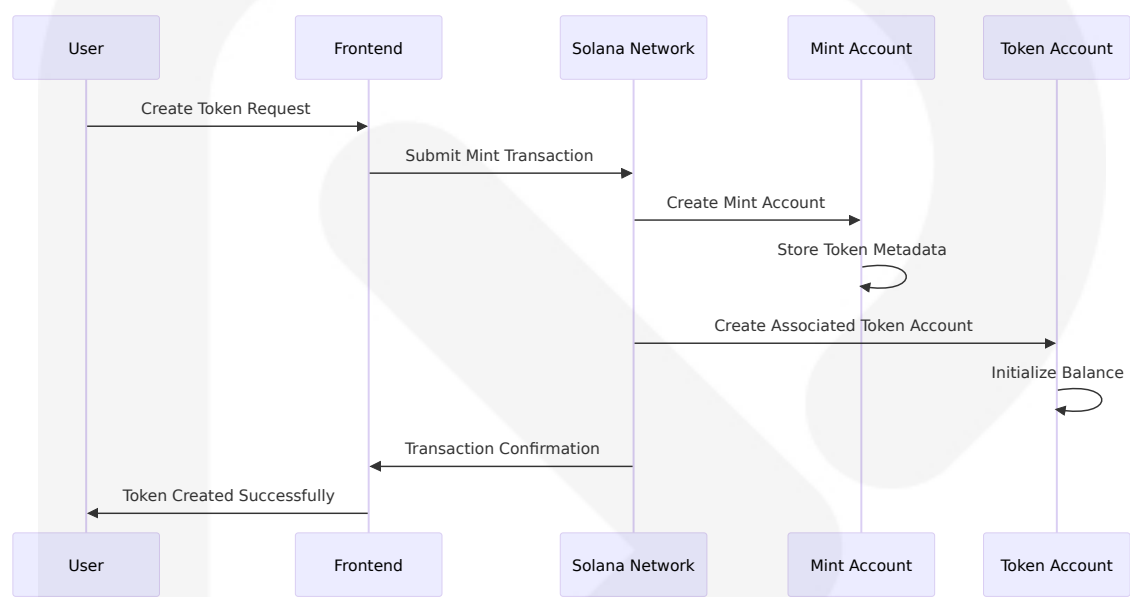 User
Frontend
Solana Network
Mint Account
Token Account
Create Token Request
Submit Mint Transaction
Create Mint Account
Store Token Metadata
Create Associated Token Account
Initialize Balance
Transaction Confirmation
Token Created Successfully
User
Frontend
Solana Network
Mint Account
Token Account